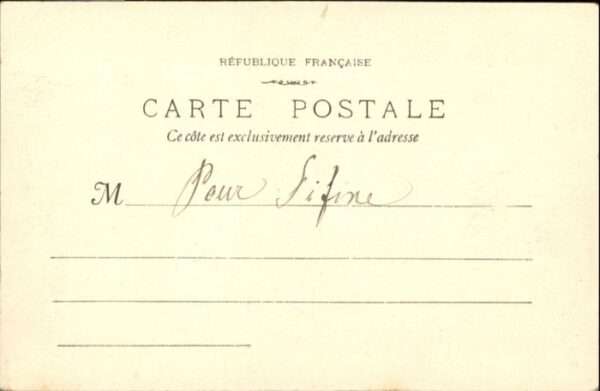 RÉPUBLIQUE FRANÇAISE
CARTE POSTALE
Ce côte est exclusivement reserve à l'adresse
M Pour Fifine